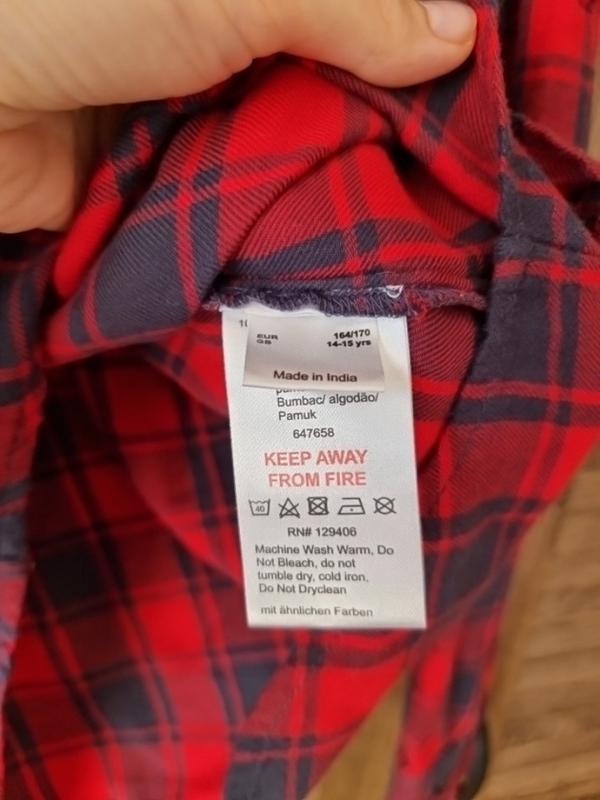 EUR 164/170
GB 14-15 yrs
Made in India
Bumbac/ algodão/
Pamuk
647658
KEEP AWAY
FROM FIRE
40
RN# 129406
Machine Wash Warm, Do
Not Bleach, do not
tumble dry, cold iron,
Do Not Dryclean
mit ähnlichen Farben